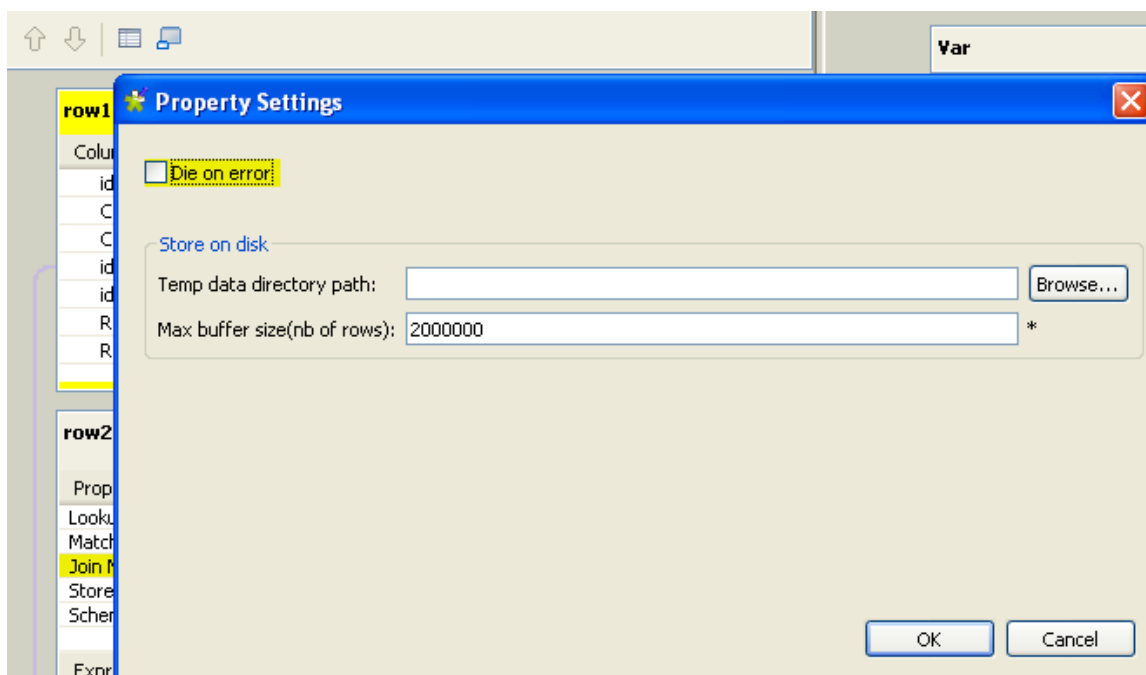 Var
row1
Property Settings
Colu
id
C
C
id
id
R
R
Die on error
Store on disk
Temp data directory path:
Browse...
Max buffer size(nb of rows):
2000000
*
row2
Prop
Looku
Match
Join M
Store
Schem
Expr
OK
Cancel